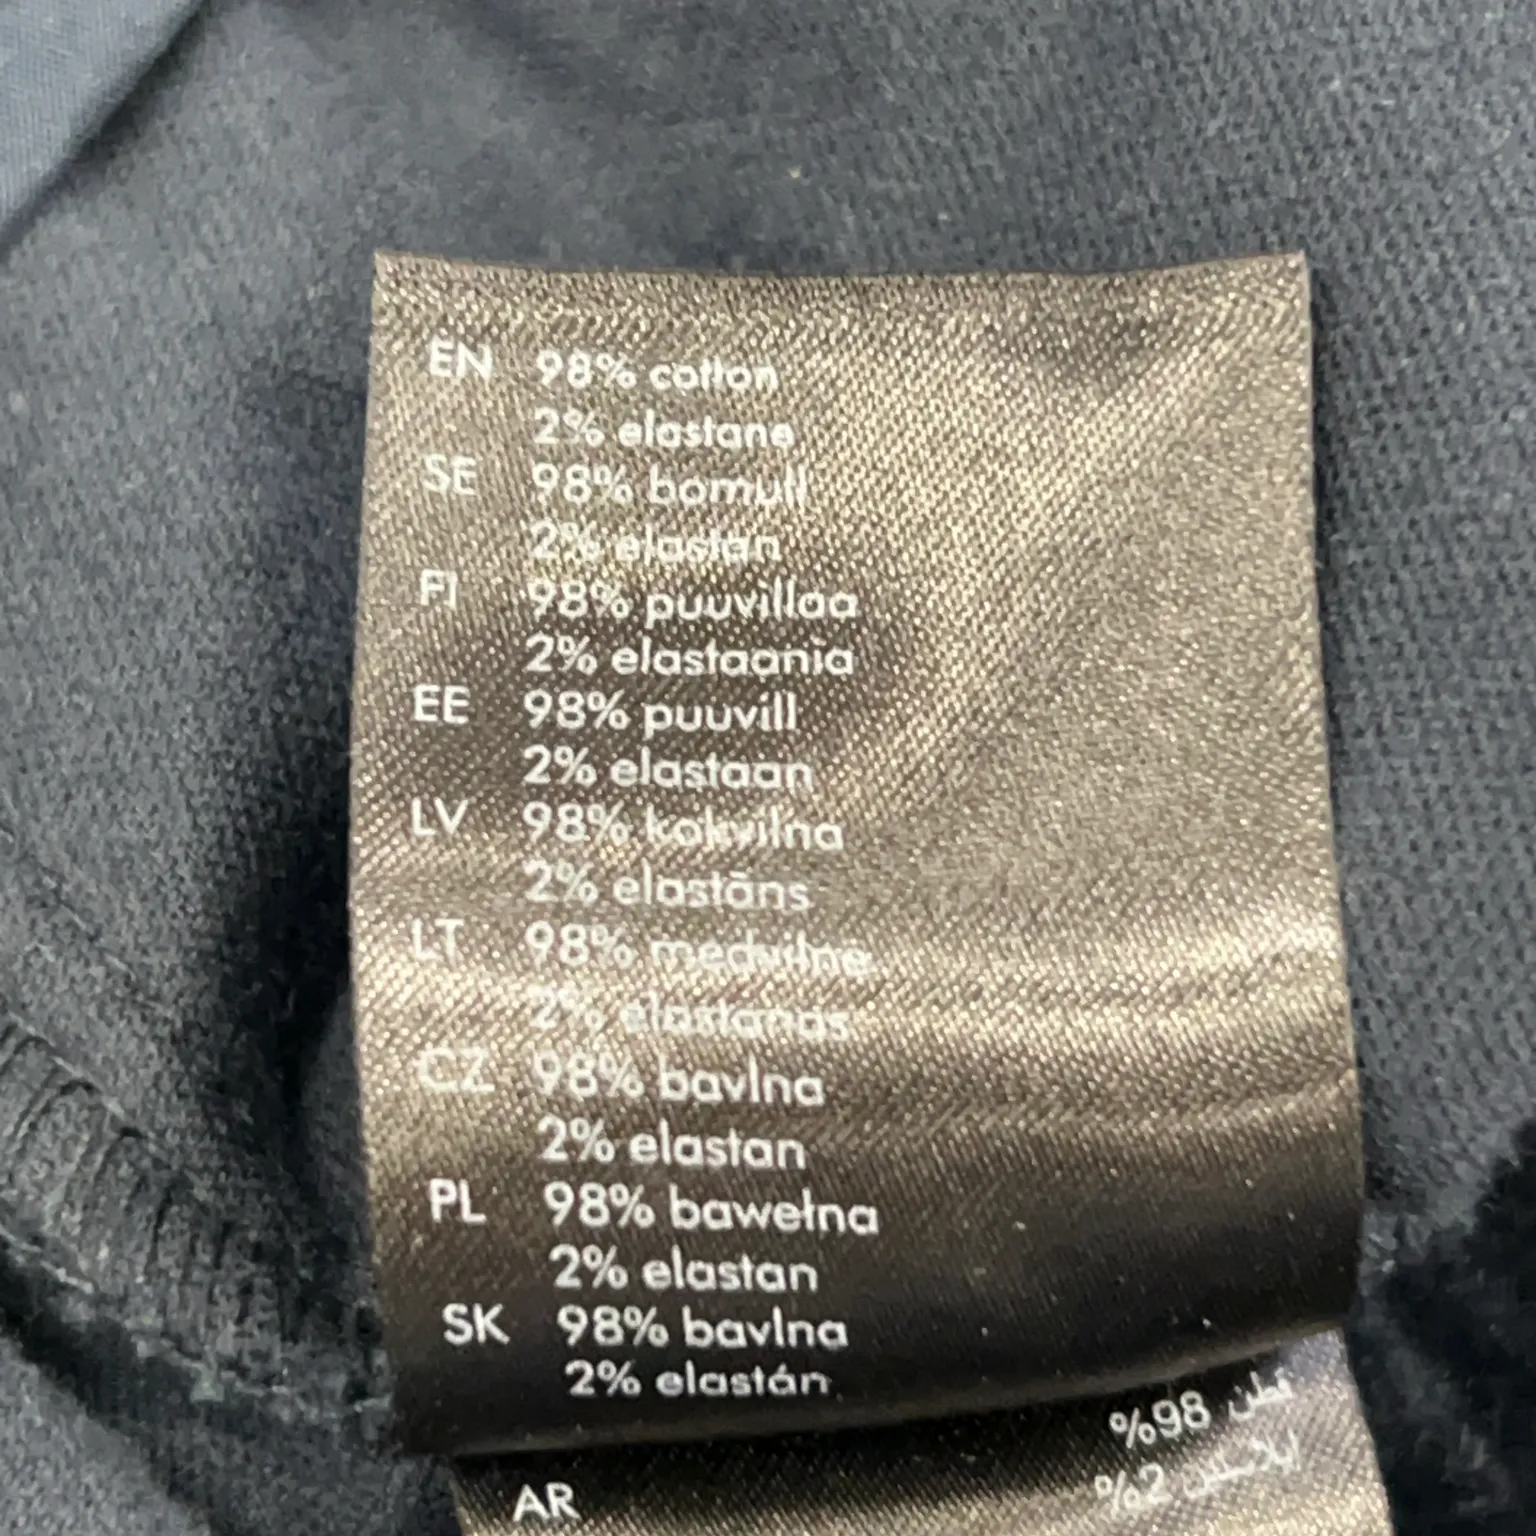 EN 98% cotton
2% elastane
SE 98% bomull
2% elastan
FI 98% puuvillaa
2% elastaania
EE 98% puuvill
2% elastaan
LV 98% kokvilna
2% elastāns
LT 98% medvilnė
2% elastanas
CZ 98% bavlna
2% elastan
PL 98% bawełna
2% elastan
SK 98% bavlna
2% elastán
%98 قطن
%2
AR